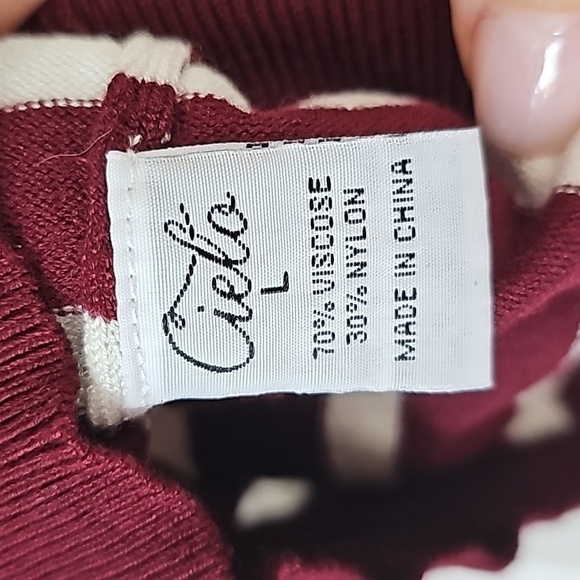 Cielo
L
70% VISCOSE
30% NYLON
MADE IN CHINA